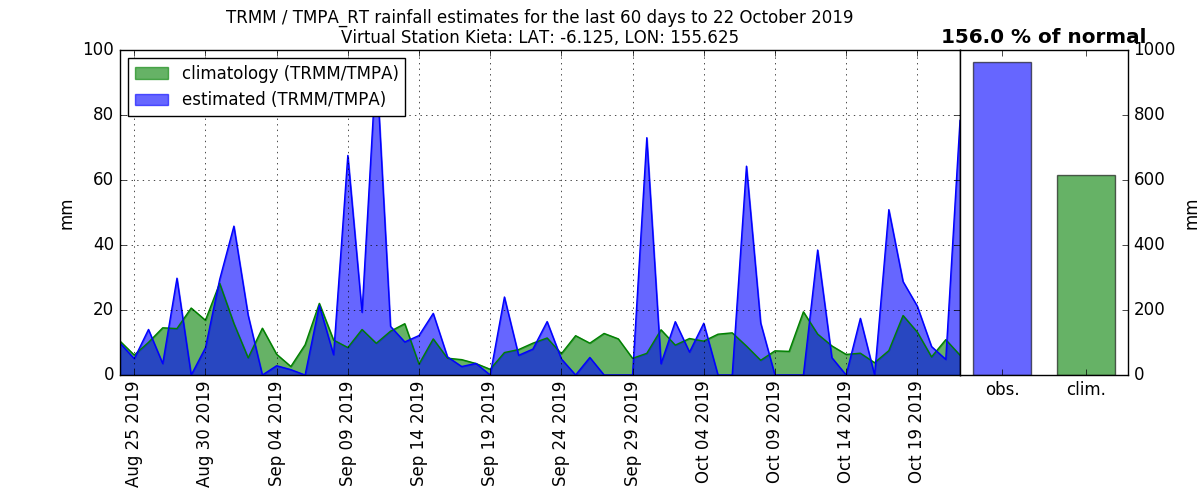 TRMM / TMPA_RT rainfall estimates for the last 60 days to 22 October 2019
Virtual Station Kieta: LAT: -6.125, LON: 155.625
156.0 % of normal
climatology (TRMM/TMPA)
estimated (TRMM/TMPA)
mm
100
80
60
40
20
0
Aug 25 2019
Aug 30 2019
Sep 09 2019
Sep 09 2019
Sep 14 2019
Sep 19 2019
Sep 24 2019
Sep 29 2019
Oct 04 2019
Oct 09 2019
Oct 14 2019
Oct 19 2019
obs.
clim.
1000
800
600
400
200
0
mm